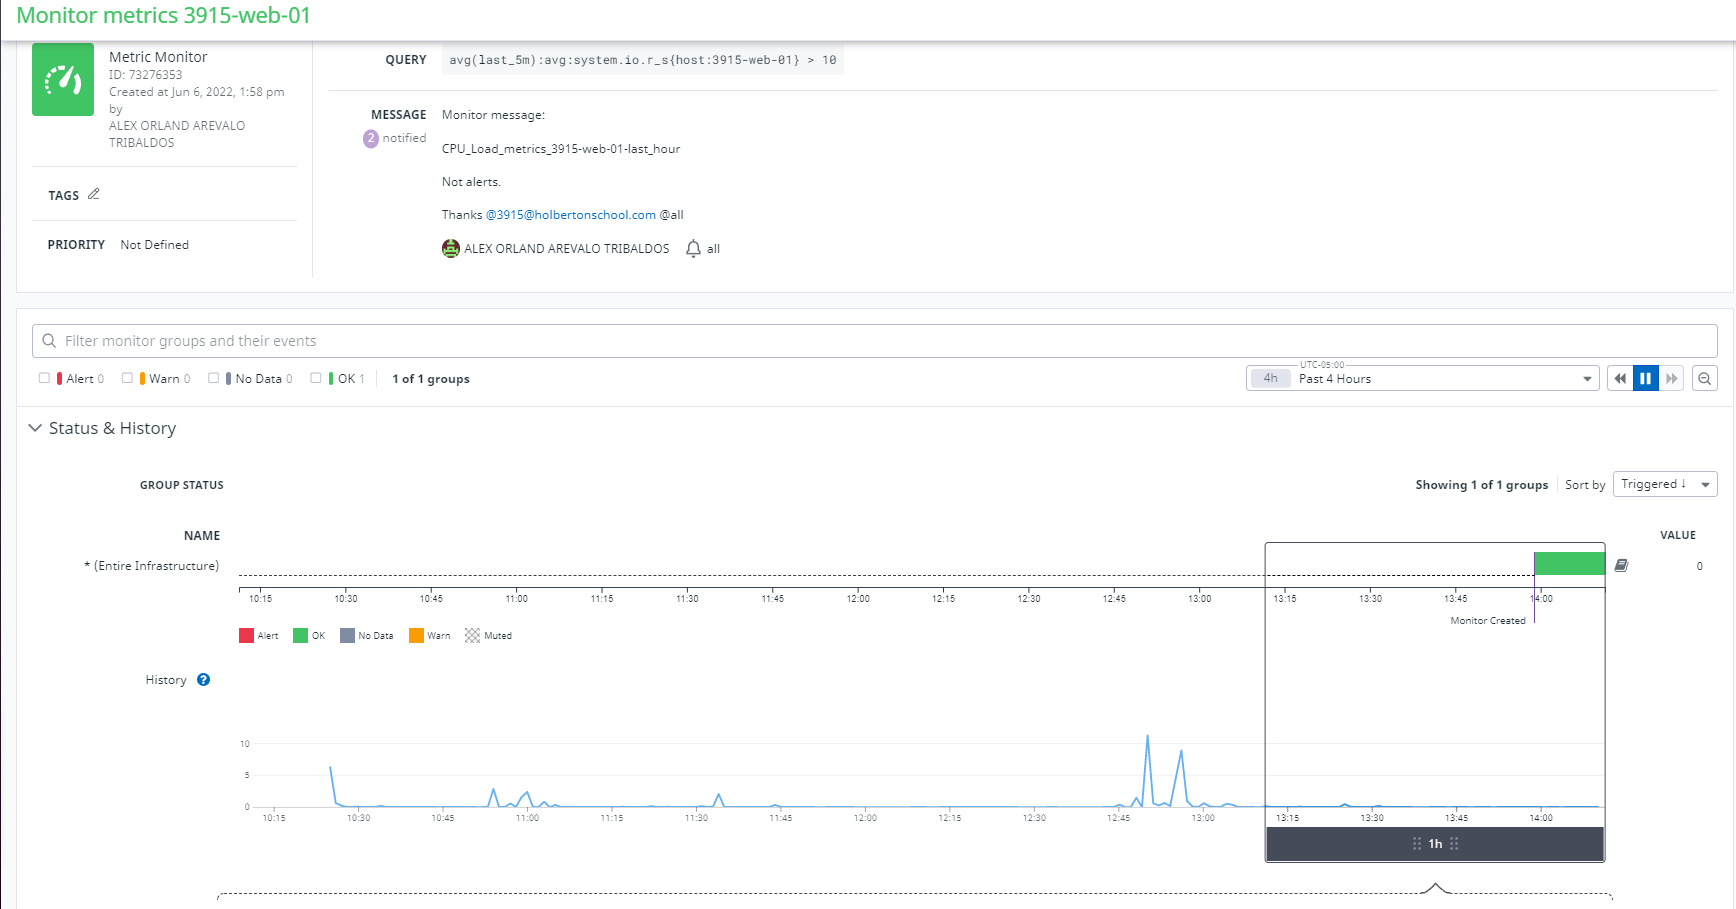 Monitor metrics 3915-web-01
Metric Monitor
ID: 73276353
Created at Jun 6, 2022, 1:58 pm
by
ALEX ORLAND AREVALO
TRIBALDOS
TAGS
PRIORITY Not Defined
QUERY avg(last_5m):avg:system.io.r_s{host:3915-web-01} > 10
MESSAGE Monitor message:
2 notified
CPU_Load_metrics_3915-web-01-last_hour
Not alerts.
Thanks @3915@holbertonschool.com @all
ALEX ORLAND AREVALO TRIBALDOS all
Filter monitor groups and their events
Alert 0 Warn 0 No Data 0 OK 1 1 of 1 groups
UTC-05:00
4h Past 4 Hours
Status & History
GROUP STATUS Showing 1 of 1 groups Sort by Triggered ↓
NAME VALUE
* (Entire Infrastructure) 0
10:15 10:30 10:45 11:00 11:15 11:30 11:45 12:00 12:15 12:30 12:45 13:00 13:15 13:30 13:45 14:00
Monitor Created
Alert OK No Data Warn Muted
History ?
10
5
0
10:15 10:30 10:45 11:00 11:15 11:30 11:45 12:00 12:15 12:30 12:45 13:00 13:15 13:30 13:45 14:00
1h